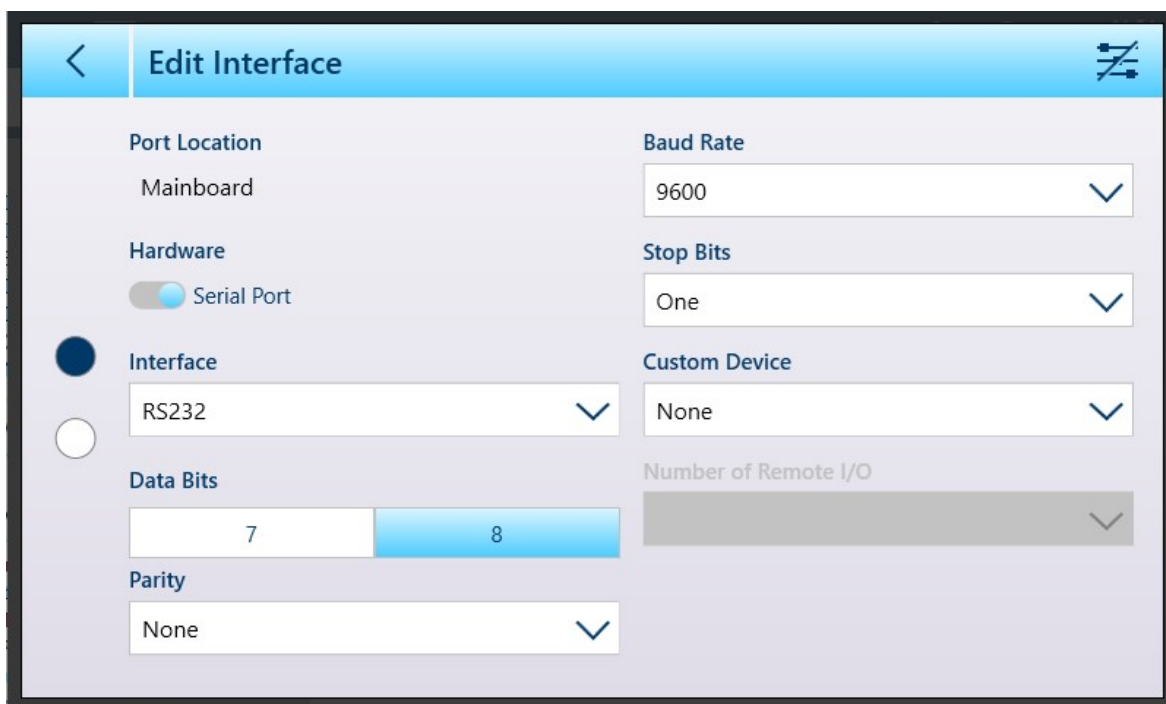 Edit Interface
Port Location
Mainboard
Hardware
Serial Port
Interface
RS232
Data Bits
7 8
Parity
None
Baud Rate
9600
Stop Bits
One
Custom Device
None
Number of Remote I/O